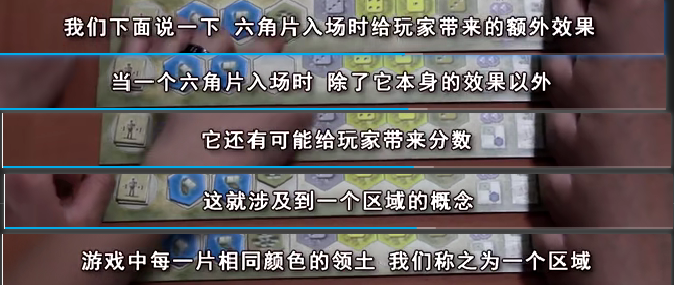 我们下面说一下 六角片入场时给玩家带来的额外效果
当一个六角片入场时 除了它本身的效果以外
它还有可能给玩家带来分数
这就涉及到一个区域的概念
游戏中每一片相同颜色的领土 我们称之为一个区域